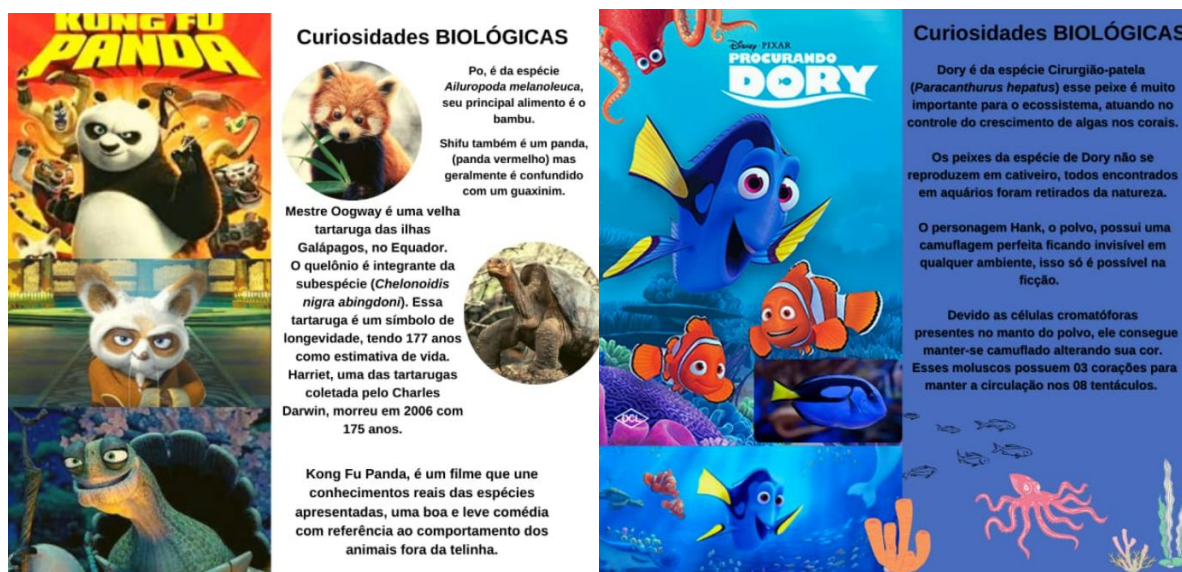 KUNG FU
PANDA
Curiosidades BIOLÓGICAS
Po, é da espécie
Ailuropoda melanoleuca,
seu principal alimento é o
bambu.
Shifu também é um panda,
(panda vermelho) mas
geralmente é confundido
com um guaxinim.
Mestre Oogway é uma velha
tartaruga das ilhas
Galápagos, no Equador.
O quelônio é integrante da
subespécie (Chelonoidis
nigra abingdoni). Essa
tartaruga é um símbolo de
longevidade, tendo 177 anos
como estimativa de vida.
Harriet, uma das tartarugas
coletada pelo Charles
Darwin, morreu em 2006 com
175 anos.
Kong Fu Panda, é um filme que une
conhecimentos reais das espécies
apresentadas, uma boa e leve comédia
com referência ao comportamento dos
animais fora da telinha.
Disney PIXAR
PROCURANDO
DORY
DCL
Curiosidades BIOLÓGICAS
Dory é da espécie Cirurgião-patela
(Paracanthurus hepatus) esse peixe é muito
importante para o ecossistema, atuando no
controle do crescimento de algas nos corais.
Os peixes da espécie de Dory não se
reproduzem em cativeiro, todos encontrados
em aquários foram retirados da natureza.
O personagem Hank, o polvo, possui uma
camuflagem perfeita ficando invisível em
qualquer ambiente, isso só é possível na
ficção.
Devido as células cromatóforas
presentes no manto do polvo, ele consegue
manter-se camuflado alterando sua cor.
Esses moluscos possuem 03 corações para
manter a circulação nos 08 tentáculos.